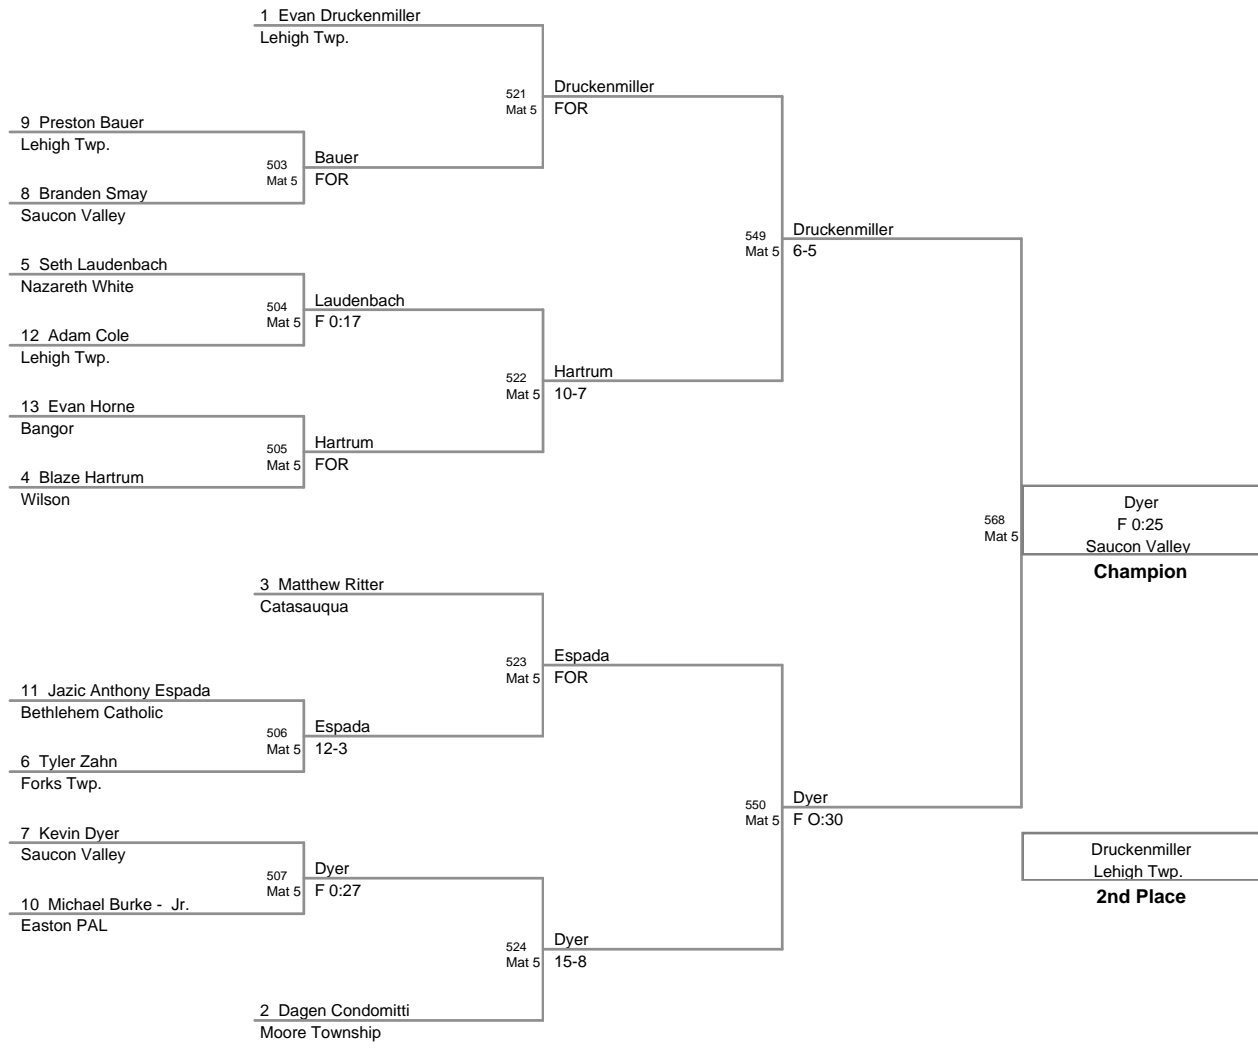 1 Evan Druckenmiller
Lehigh Twp.
521
Mat 5
Druckenmiller
FOR
9 Preston Bauer
Lehigh Twp.
503
Mat 5
Bauer
FOR
8 Branden Smay
Saucon Valley
549
Mat 5
Druckenmiller
6-5
5 Seth Laudenbach
Nazareth White
504
Mat 5
Laudenbach
F 0:17
12 Adam Cole
Lehigh Twp.
522
Mat 5
Hartrum
10-7
13 Evan Horne
Bangor
505
Mat 5
Hartrum
FOR
4 Blaze Hartrum
Wilson
568
Mat 5
Dyer
F 0:25
Saucon Valley
Champion
3 Matthew Ritter
Catasauqua
523
Mat 5
Espada
FOR
11 Jazic Anthony Espada
Bethlehem Catholic
506
Mat 5
Espada
12-3
6 Tyler Zahn
Forks Twp.
550
Mat 5
Dyer
F O:30
7 Kevin Dyer
Saucon Valley
507
Mat 5
Dyer
F 0:27
10 Michael Burke - Jr.
Easton PAL
Druckenmiller
Lehigh Twp.
2nd Place
524
Mat 5
Dyer
15-8
2 Dagen Condomitti
Moore Township